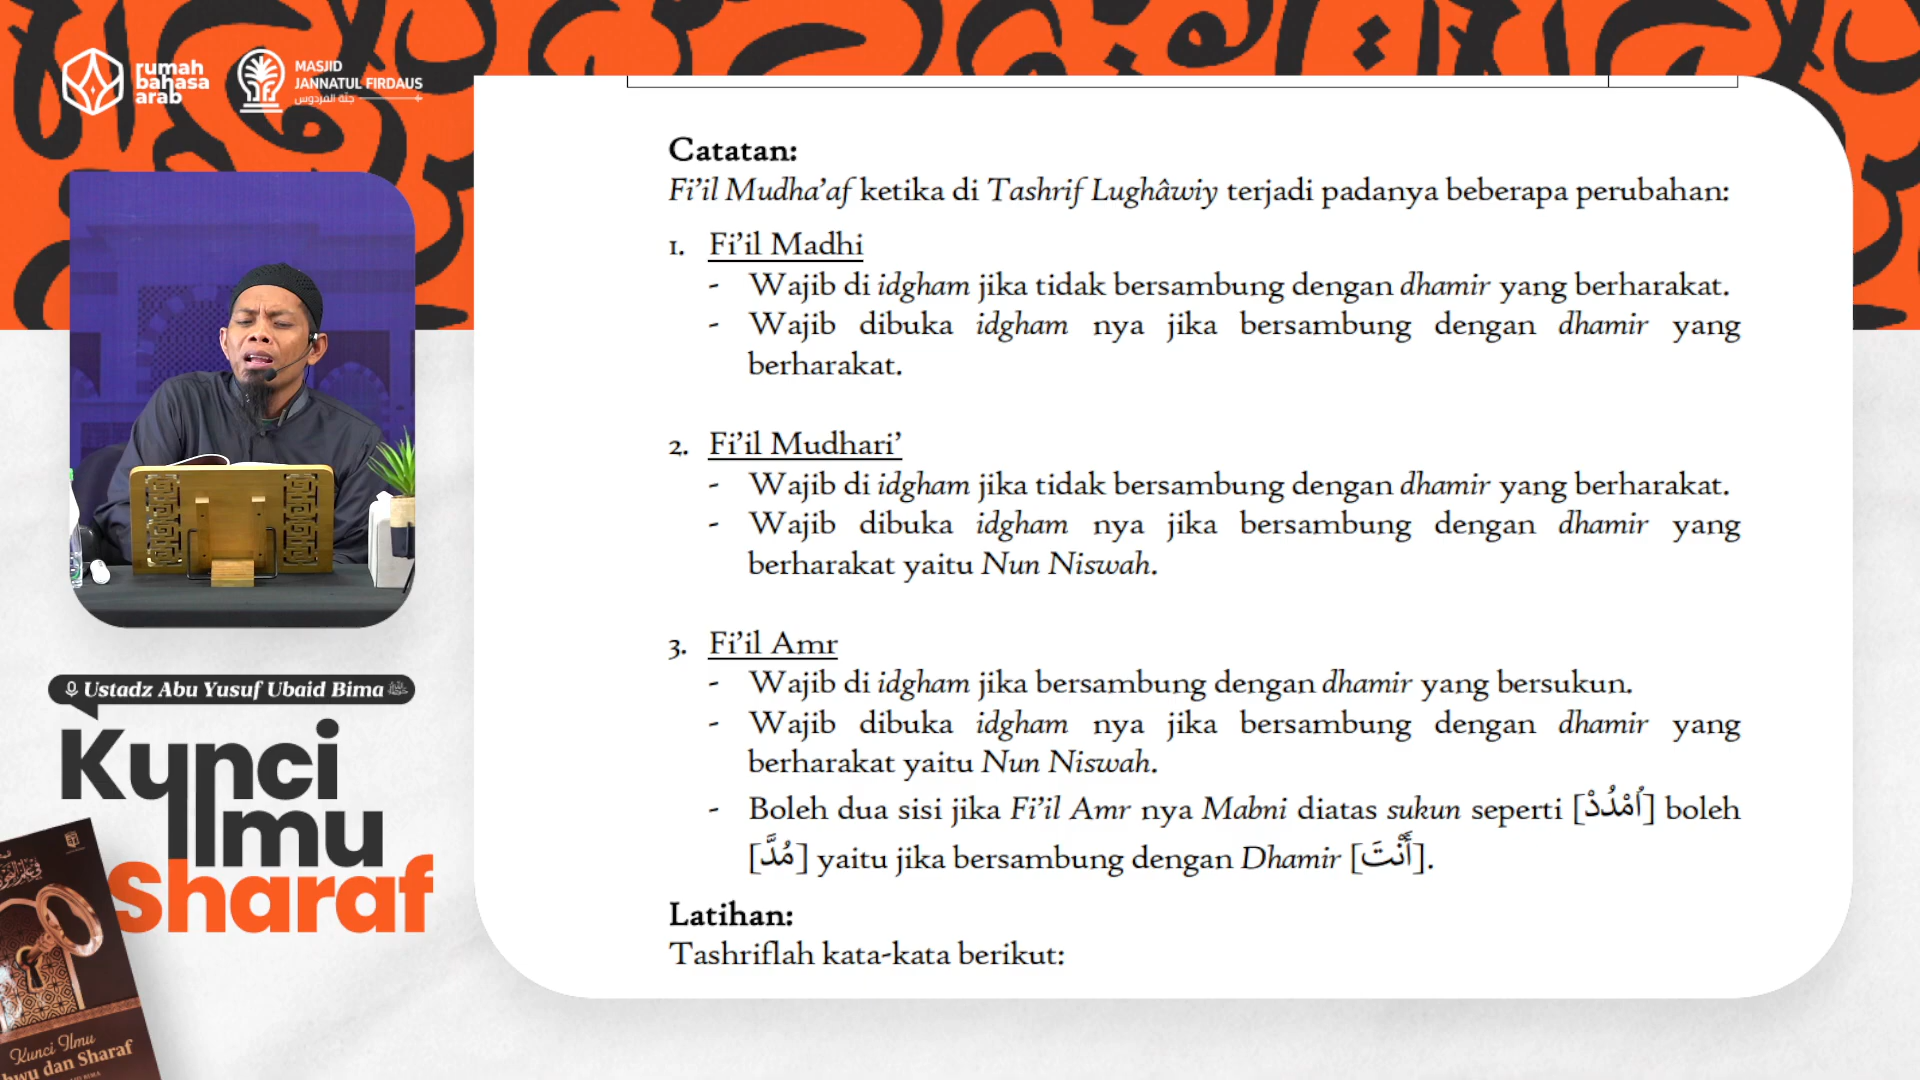 rumah
bahasa
arab
MASJID
JANNATUL FIRDAUS
جنّة الفردوس
Catatan:
Fi’il Mudha’af ketika di Tashrif Lughâwiy terjadi padanya beberapa perubahan:
1. Fi’il Madhi
- Wajib di idgham jika tidak bersambung dengan dhamir yang berharakat.
- Wajib dibuka idgham nya jika bersambung dengan dhamir yang
berharakat.
2. Fi’il Mudhari’
- Wajib di idgham jika tidak bersambung dengan dhamir yang berharakat.
- Wajib dibuka idgham nya jika bersambung dengan dhamir yang
berharakat yaitu Nun Niswah.
3. Fi’il Amr
- Wajib di idgham jika bersambung dengan dhamir yang bersukun.
- Wajib dibuka idgham nya jika bersambung dengan dhamir yang
berharakat yaitu Nun Niswah.
- Boleh dua sisi jika Fi’il Amr nya Mabni diatas sukun seperti [اُمْدُدْ] boleh
[مُدَّ] yaitu jika bersambung dengan Dhamir [أَنْتَ].
Latihan:
Tashriflah kata-kata berikut:
Ustadz Abu Yusuf Ubaid Bima
Kunci
Ilmu
Sharaf
Kunci Ilmu
hwu dan Sharaf